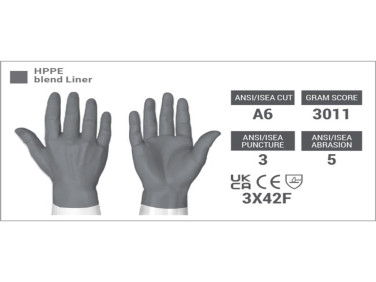 HPPE
blend Liner
ANSI/ISEA CUT
GRAM SCORE
A6
3011
ANSI/ISEA
PUNCTURE
ANSI/ISEA
ABRASION
3
5
UK
CA
CE
3X42F